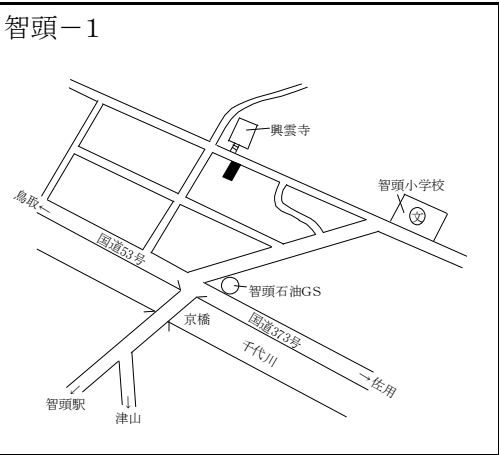 智頭－1
興雲寺
智頭小学校
文
鳥取←
国道53号
智頭石油GS
京橋
国道373号
千代川
→佐用
智頭駅
津山